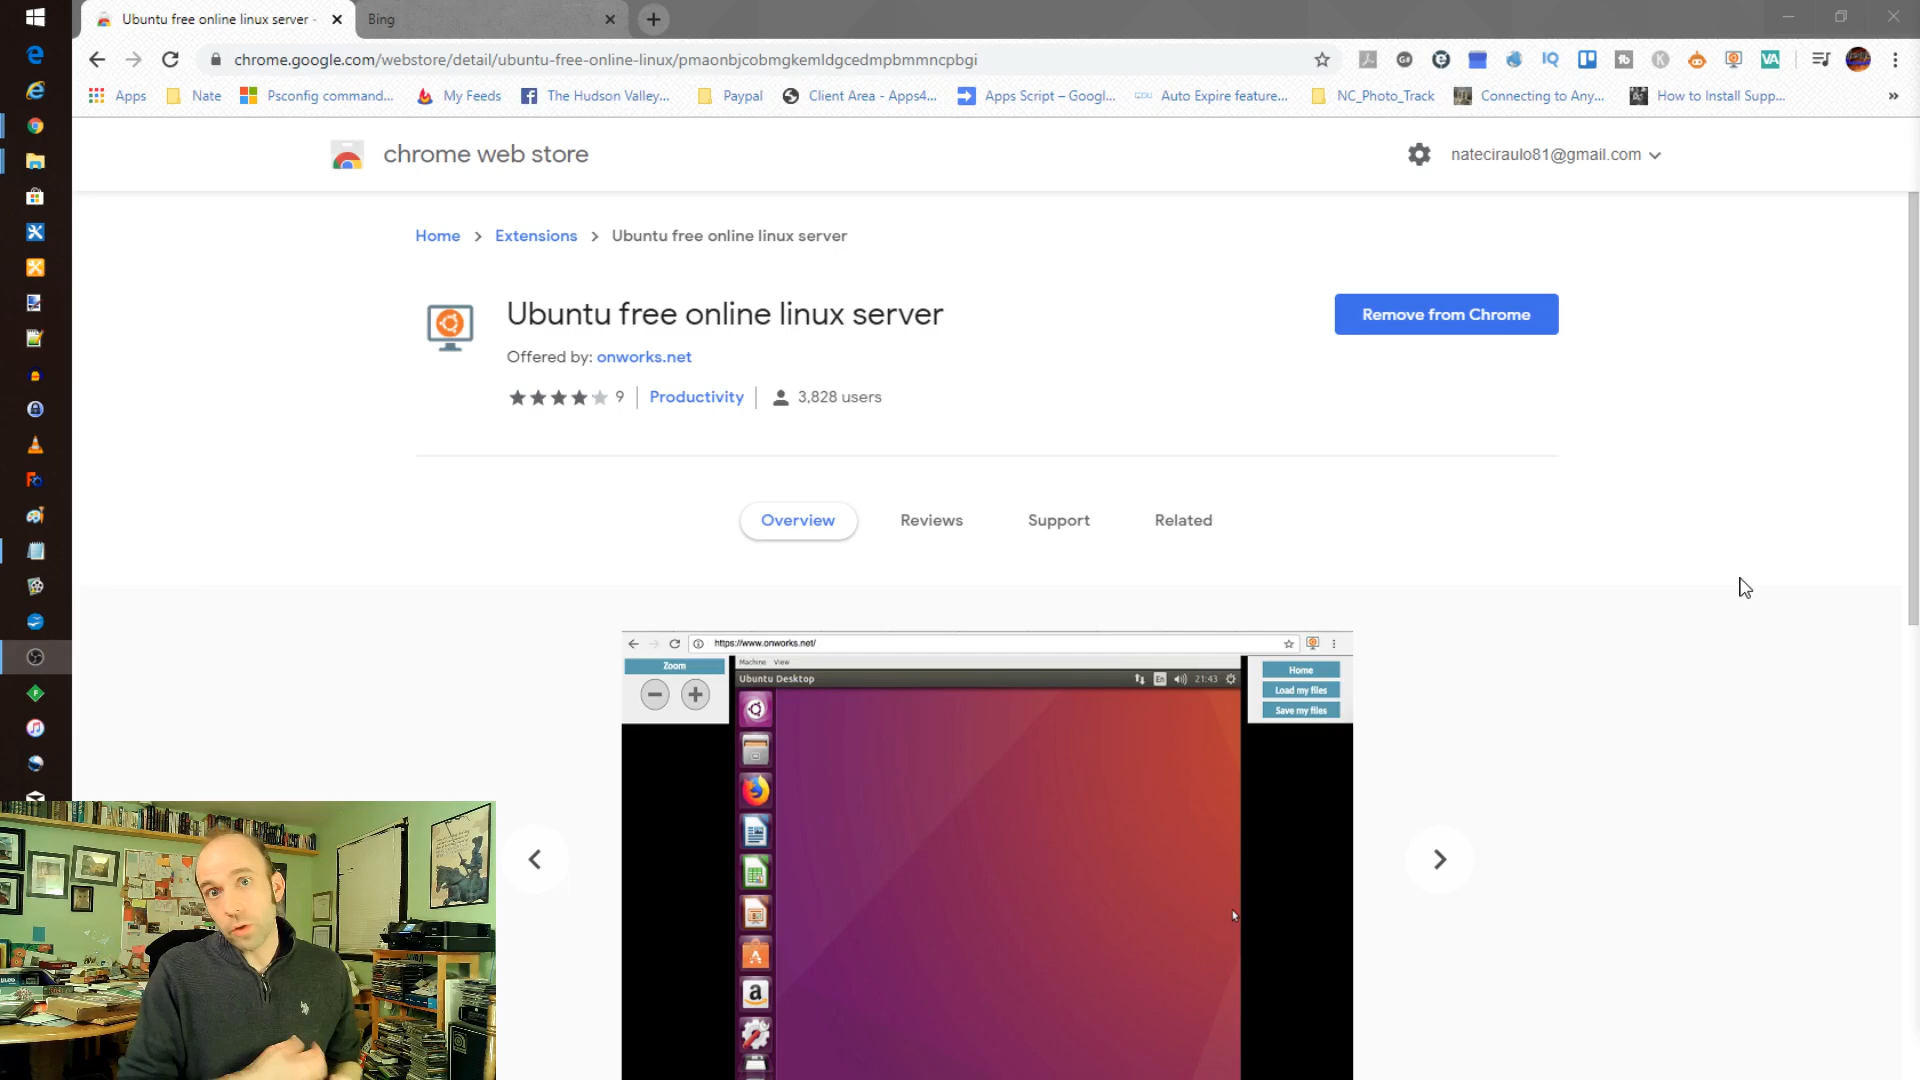 Ubuntu free online linux server -
Bing
chrome.google.com/webstore/detail/ubuntu-free-online-linux/pmaonbjcobmgkemldgcedmpbmmncpbgi
Apps
Nate
Psconfig command...
My Feeds
The Hudson Valley...
Paypal
Client Area - Apps4...
Apps Script – Googl...
Auto Expire feature...
NC_Photo_Track
Connecting to Any...
How to Install Supp...
»
chrome web store
nateciraulo81@gmail.com
Home > Extensions > Ubuntu free online linux server
Ubuntu free online linux server
Remove from Chrome
Offered by: onworks.net
9
Productivity
3,828 users
Overview
Reviews
Support
Related
https://www.onworks.net/
Zoom
Machine View
Home
Ubuntu Desktop
En
21:43
Load my files
Save my files